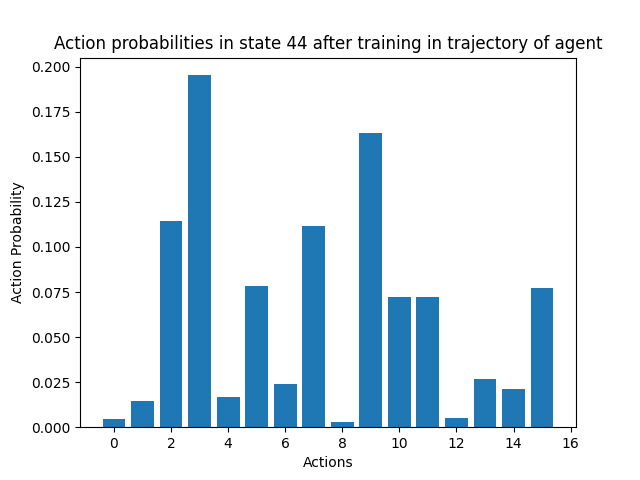 Action probabilities in state 44 after training in trajectory of agent
0.200
0.175
0.150
0.125
0.100
0.075
0.050
0.025
0.000
Action Probability
0 2 4 6 8 10 12 14 16
Actions